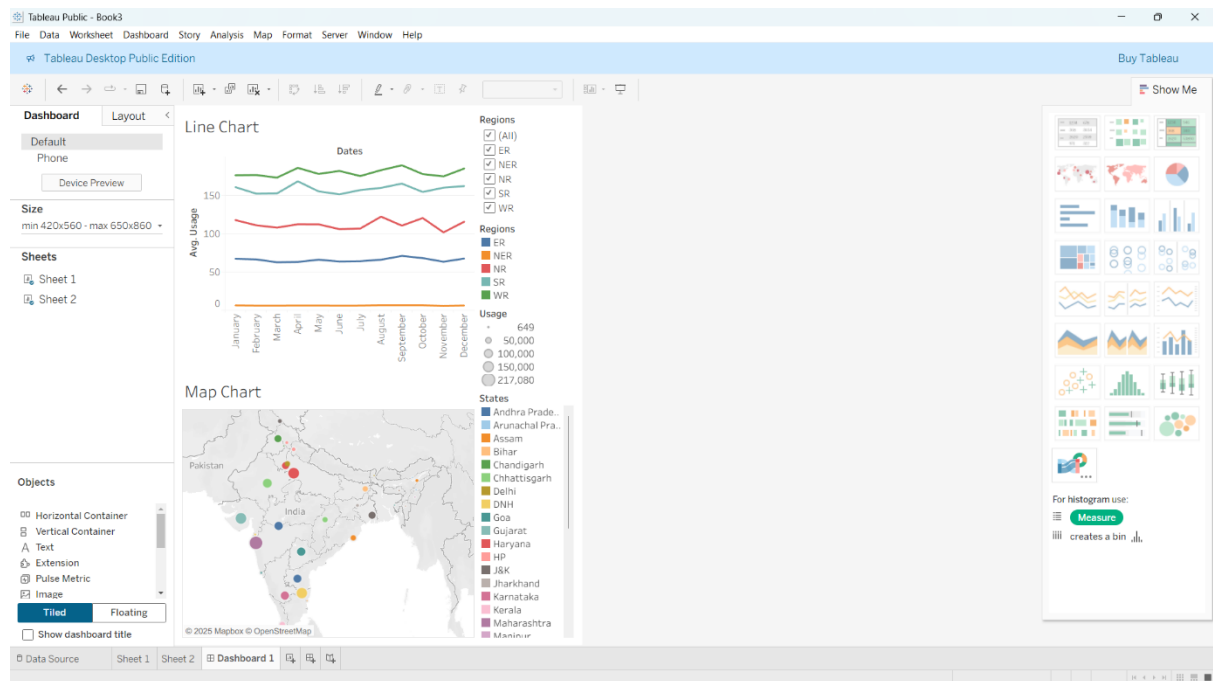 Tableau Public - Book3
File Data Worksheet Dashboard Story Analysis Map Format Server Window Help
Tableau Desktop Public Edition
Buy Tableau
Show Me
Dashboard
Layout
Default
Phone
Device Preview
Size
min 420x560 - max 650x860
Sheets
Sheet 1
Sheet 2
Objects
Horizontal Container
Vertical Container
Text
Extension
Pulse Metric
Image
Tiled
Floating
Show dashboard title
Line Chart
Dates
Avg. Usage
150
100
50
0
January
February
March
April
May
June
July
August
September
October
November
December
Map Chart
Pakistan
India
© 2025 Mapbox © OpenStreetMap
Regions
(All)
ER
NER
NR
SR
WR
Regions
ER
NER
NR
SR
WR
Usage
649
50,000
100,000
150,000
217,080
States
Andhra Prade..
Arunachal Pra..
Assam
Bihar
Chandigarh
Chhattisgarh
Delhi
DNH
Goa
Gujarat
Haryana
HP
J&K
Jharkhand
Karnataka
Kerala
Maharashtra
Manipur
For histogram use:
Measure
creates a bin
Data Source
Sheet 1
Sheet 2
Dashboard 1